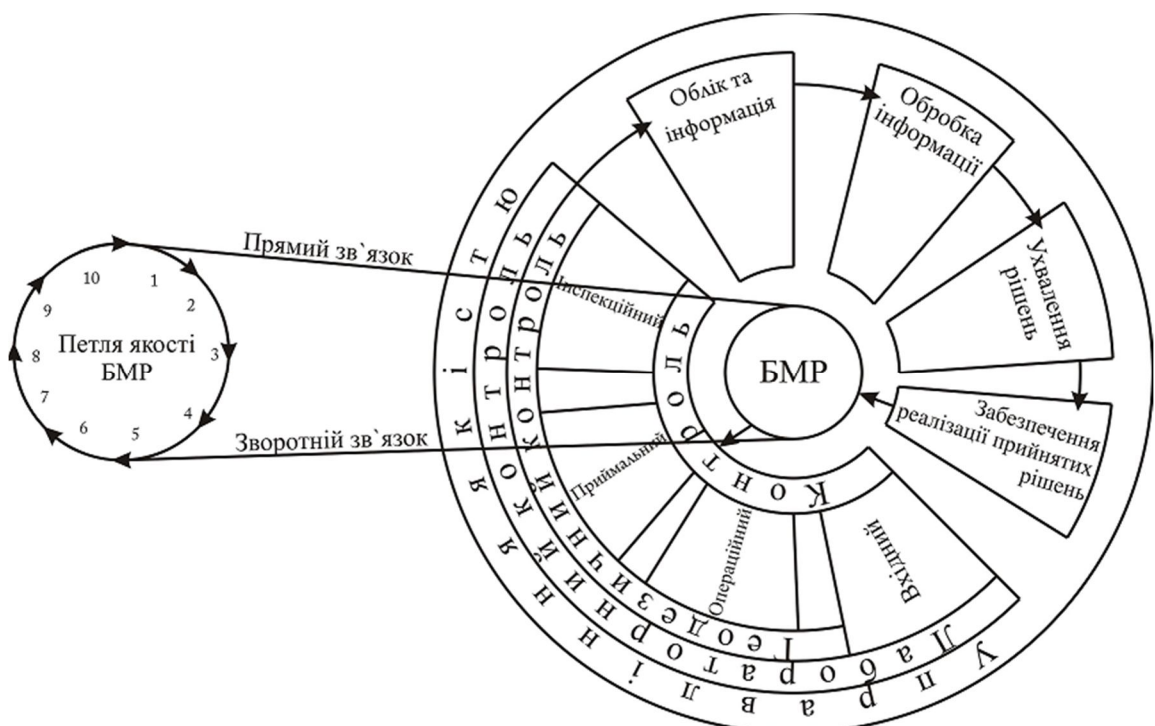 Прямий зв`язок
10
1
2
3
4
5
6
7
8
9
Петля якості
БМР
Зворотній зв`язок
Облік та
інформація
Обробка
інформації
Ухвалення
рішень
Забезпечення
реалізації прийнятих
рішень
БМР
Контроль
Вхідний
Операційний
Приймальний
Інспекційний
Геодезичний контроль
Лабораторний контроль
Управління якістю